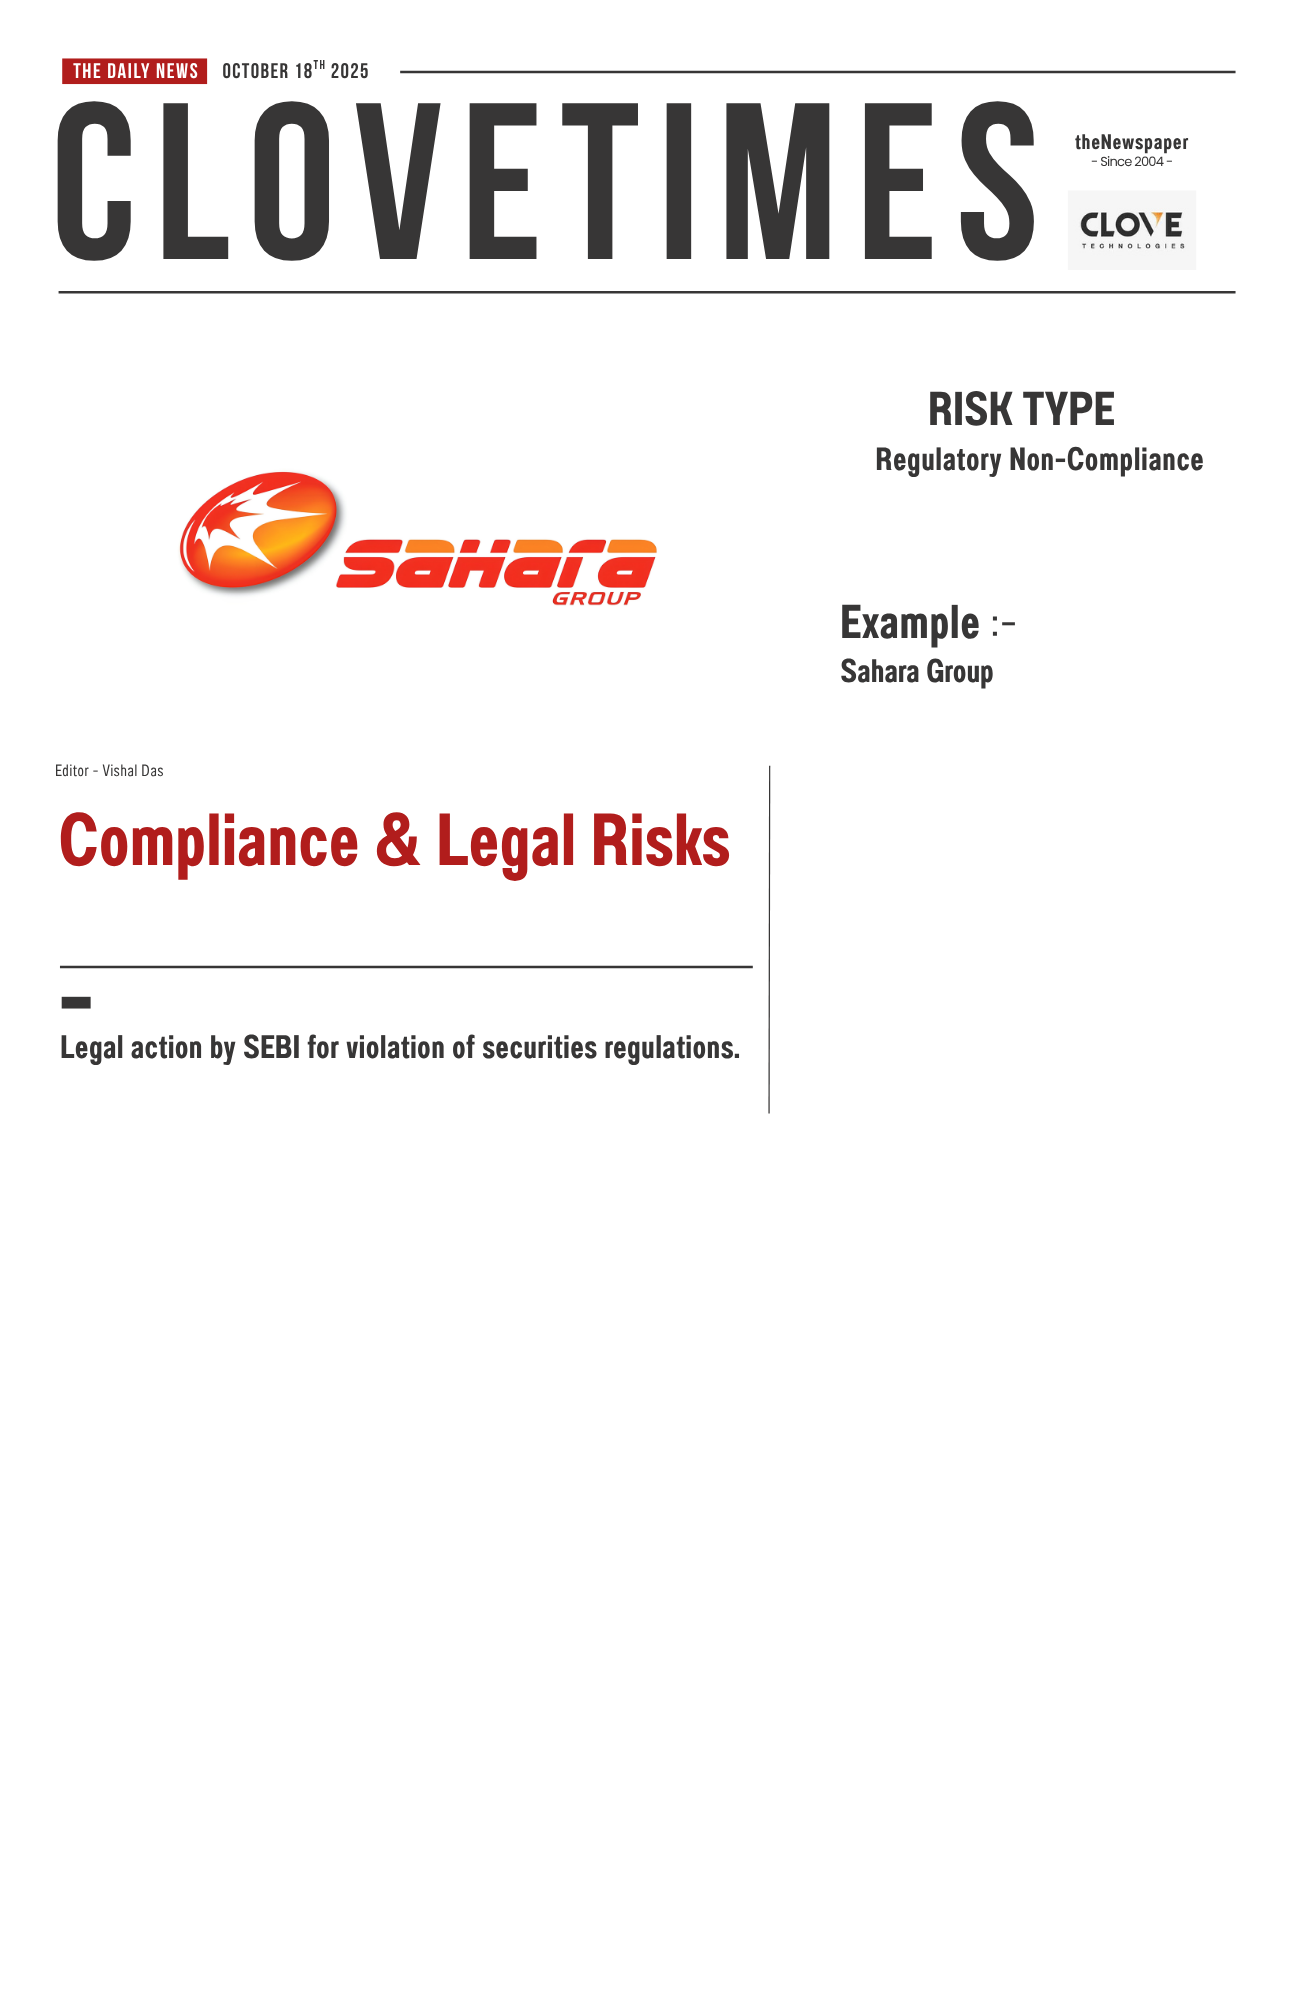 THE DAILY NEWS OCTOBER 18TH 2025
CLOVETIMES
theNewspaper
- Since 2004 -
CLOVE
TECHNOLOGIES
RISK TYPE
Regulatory Non-Compliance
SAHARA
GROUP
Example :-
Sahara Group
Editor - Vishal Das
Compliance & Legal Risks
Legal action by SEBI for violation of securities regulations.